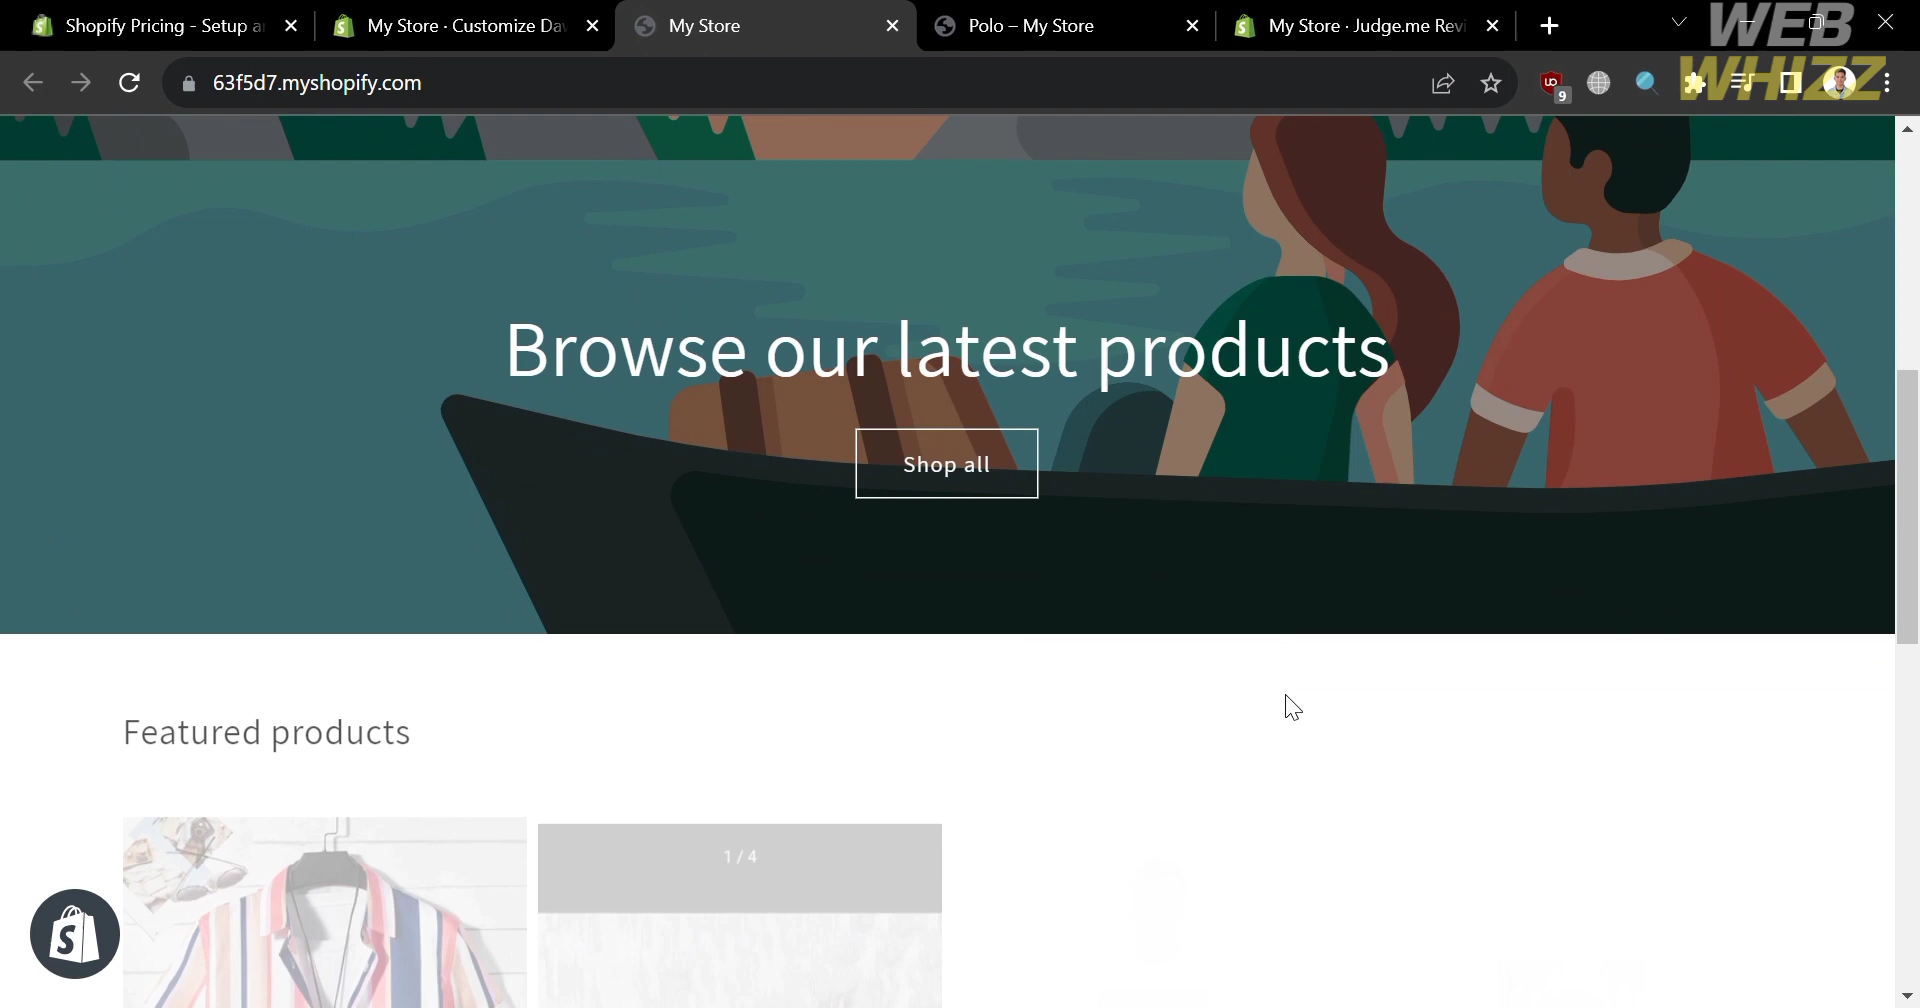 Shopify Pricing - Setup a
My Store · Customize Da
My Store
Polo – My Store
My Store · Judge.me Revi
WEB
WHIZZ
63f5d7.myshopify.com
9
Browse our latest products
Shop all
Featured products
1 / 4